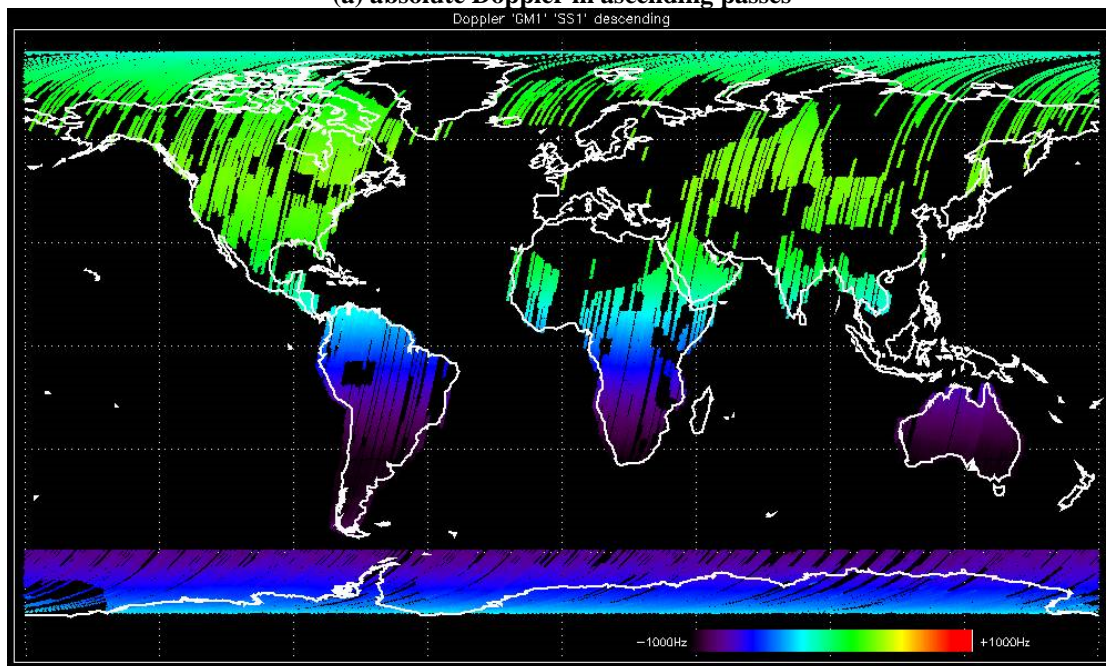 (a) absolute Doppler in ascending passes
Doppler 'GM1' 'SS1' descending
-1000Hz
+1000Hz